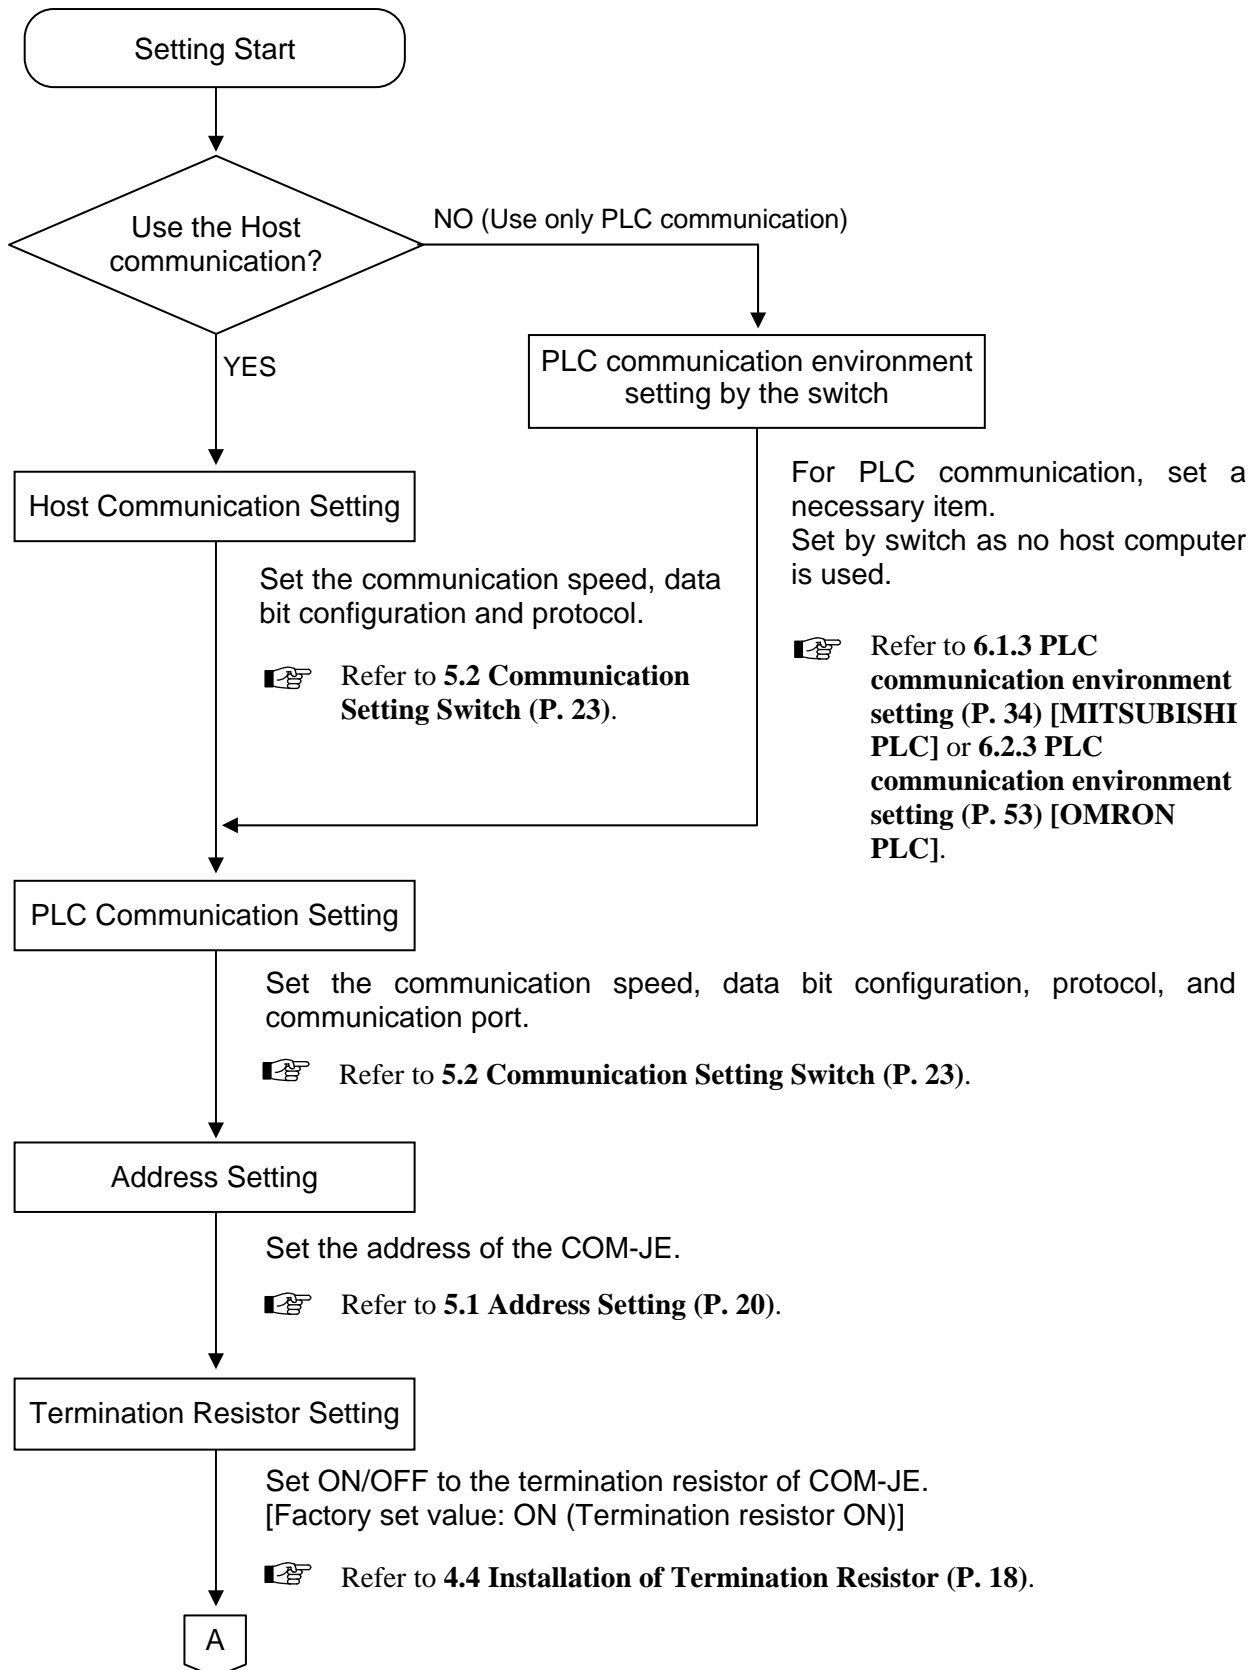 Setting Start
Use the Host
communication?
NO (Use only PLC communication)
YES
PLC communication environment
setting by the switch
For PLC communication, set a
necessary item.
Set by switch as no host computer
is used.
Refer to 6.1.3 PLC
communication environment
setting (P. 34) [MITSUBISHI
PLC] or 6.2.3 PLC
communication environment
setting (P. 53) [OMRON
PLC].
Host Communication Setting
Set the communication speed, data
bit configuration and protocol.
Refer to 5.2 Communication
Setting Switch (P. 23).
PLC Communication Setting
Set the communication speed, data bit configuration, protocol, and
communication port.
Refer to 5.2 Communication Setting Switch (P. 23).
Address Setting
Set the address of the COM-JE.
Refer to 5.1 Address Setting (P. 20).
Termination Resistor Setting
Set ON/OFF to the termination resistor of COM-JE.
[Factory set value: ON (Termination resistor ON)]
Refer to 4.4 Installation of Termination Resistor (P. 18).
A